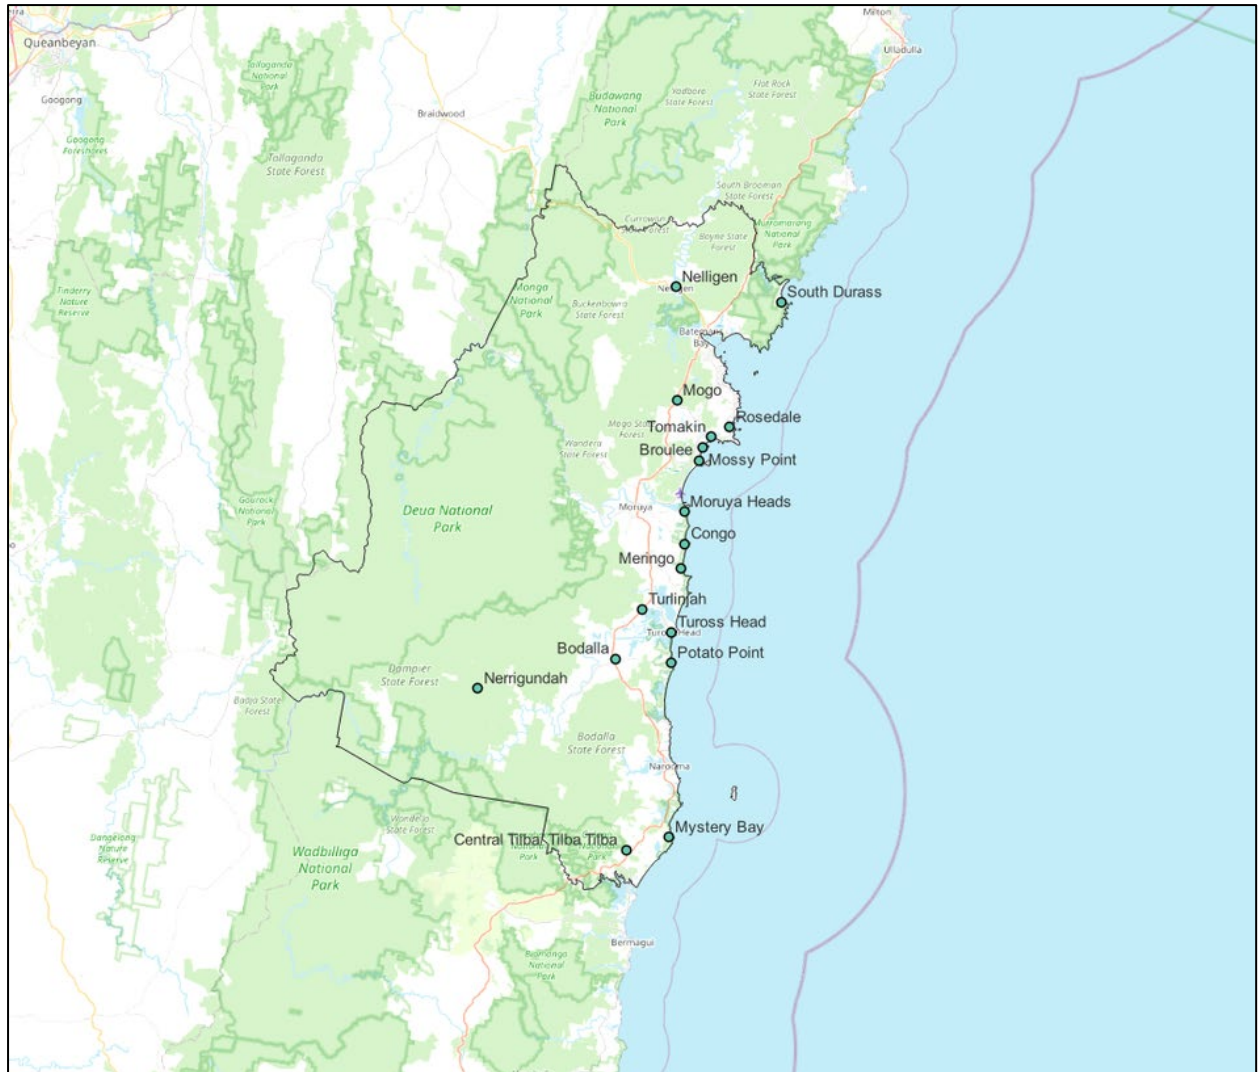 Milton
Queanbeyan
Ulladulla
Tallaganda
National
Park
Flat Rock
State Forest
Yadboro
State Forest
Budawang
National
Park
Googong
Braidwood
Googong
Foreshores
Tallaganda
State Forest
South Brooman
State Forest
Currowan
Murramarang
National
Park
Boyne State
Forest
Nelligen
South Durass
Monga
National
Park
Tinderry
Nature
Reserve
Buckenbowra
State Forest
Batemans
Bay
Mogo
Rosedale
Tomakin
Mogo State
Forest
Wandera
State Forest
Broulee
Mossy Point
Gourock
National
Park
Moruya
Moruya Heads
Deua National
Park
Congo
Meringo
Turlinjah
Tuross Head
Bodalla
Potato Point
Dampier
State Forest
Nerrigundah
Badja State
Forest
Bodalla
State Forest
Narooma
Mystery Bay
Central Tilba/Tilba Tilba
National
Park
Park
Dangelong
Nature
Reserve
Wadbilliga
National
Park
State Forest
Bermagui
Biamanga
National
Park